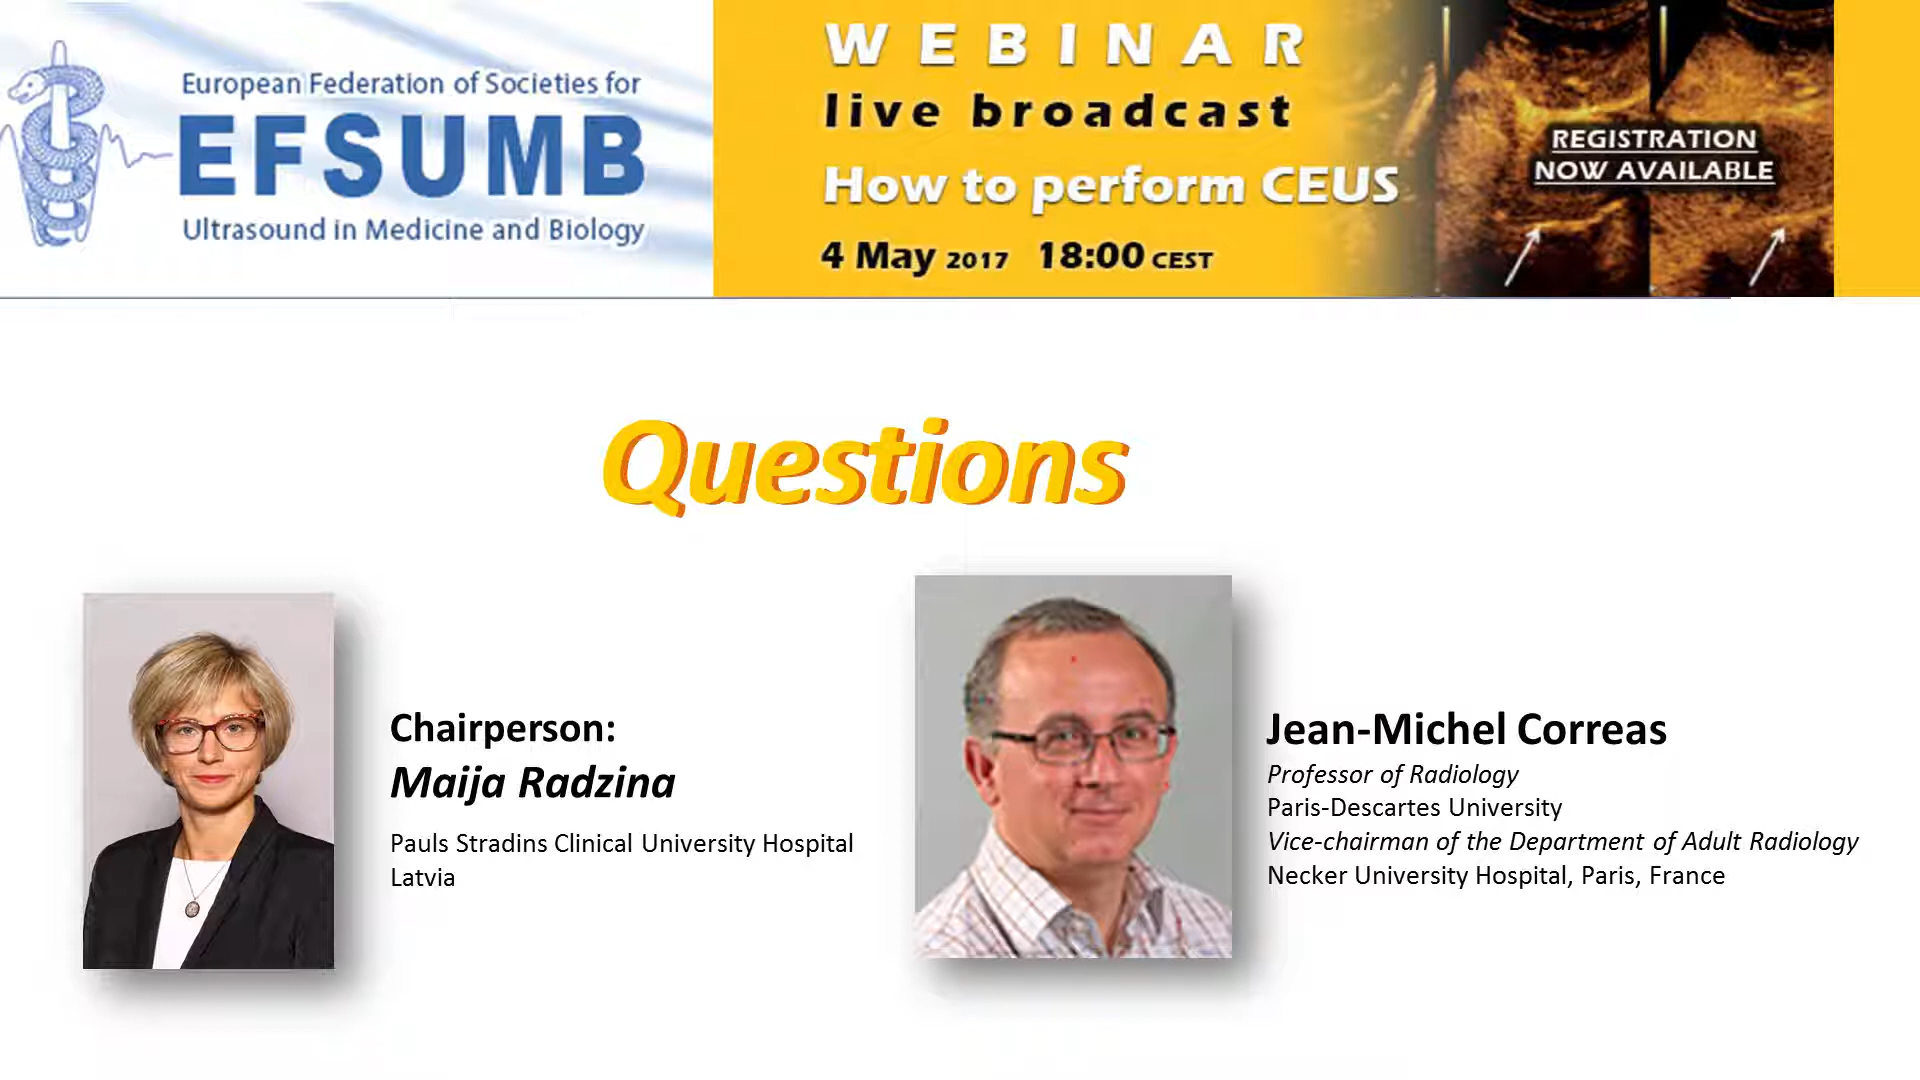 European Federation of Societies for
EFSUMB
Ultrasound in Medicine and Biology
WEBINAR
live broadcast
How to perform CEUS
4 May 2017 18:00 CEST
REGISTRATION
NOW AVAILABLE
Questions
Chairperson:
Maija Radzina
Pauls Stradins Clinical University Hospital
Latvia
Jean-Michel Correas
Professor of Radiology
Paris-Descartes University
Vice-chairman of the Department of Adult Radiology
Necker University Hospital, Paris, France